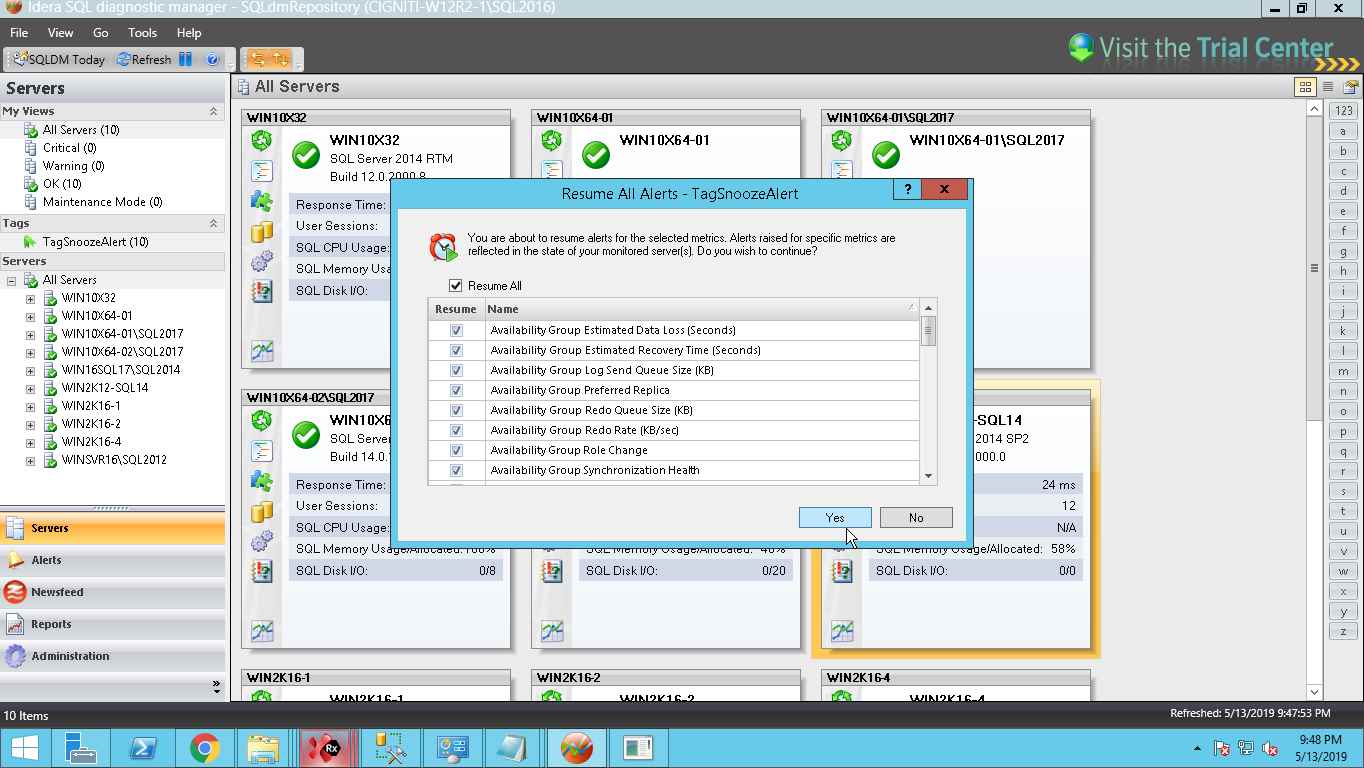 Idera SQL diagnostic manager - SQLdmRepository (CIGNITI-W12R2-1\SQL2016)
File View Go Tools Help
SQLDM Today Refresh
Visit the Trial Center
Servers
My Views
All Servers (10)
Critical (0)
Warning (0)
OK (10)
Maintenance Mode (0)
Tags
TagSnoozeAlert (10)
Servers
All Servers
WIN10X32
WIN10X64-01
WIN10X64-01\SQL2017
WIN10X64-02\SQL2017
WIN16SQL17\SQL2014
WIN2K12-SQL14
WIN2K16-1
WIN2K16-2
WIN2K16-4
WINSVR16\SQL2012
Servers
Alerts
Newsfeed
Reports
Administration
All Servers
WIN10X32
WIN10X32
SQL Server 2014 RTM
Build 12.0.2000.8
Response Time:
User Sessions:
SQL CPU Usage:
SQL Memory Usa
SQL Disk I/O:
WIN10X64-01
WIN10X64-01
WIN10X64-01\SQL2017
WIN10X64-01\SQL2017
Resume All Alerts - TagSnoozeAlert
?
X
You are about to resume alerts for the selected metrics. Alerts raised for specific metrics are
reflected in the state of your monitored server(s). Do you wish to continue?
Resume All
Resume Name
Availability Group Estimated Data Loss (Seconds)
Availability Group Estimated Recovery Time (Seconds)
Availability Group Log Send Queue Size (KB)
Availability Group Preferred Replica
Availability Group Redo Queue Size (KB)
Availability Group Redo Rate (KB/sec)
Availability Group Role Change
Availability Group Synchronization Health
Yes No
WIN10X64-02\SQL2017
WIN10X6
SQL Server
Build 14.0.
Response Time:
User Sessions:
SQL CPU Usage:
SQL Memory Usage/Allocated: 100%
SQL Disk I/O: 0/8
SQL Memory Usage/Allocated: 40%
SQL Disk I/O: 0/20
-SQL14
2014 SP2
000.0
24 ms
12
N/A
SQL Memory Usage/Allocated: 58%
SQL Disk I/O: 0/0
WIN2K16-1
WIN2K16-1
WIN2K16-2
WIN2K16-2
WIN2K16-4
WIN2K16-4
123
a
b
c
d
e
f
g
h
i
j
k
l
m
n
o
p
q
r
s
t
u
v
w
x
y
z
10 Items
Refreshed: 5/13/2019 9:47:53 PM
Rx
9:48 PM
5/13/2019